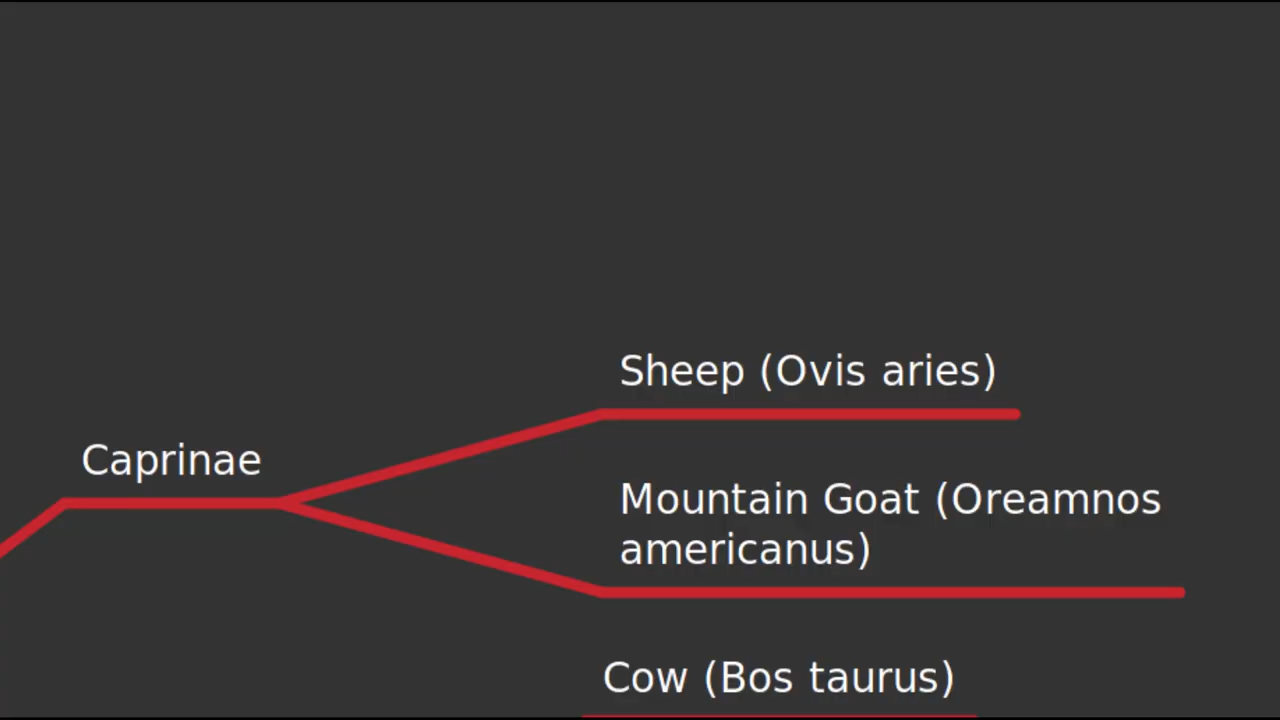 Sheep (Ovis aries)
Caprinae
Mountain Goat (Oreamnos
americanus)
Cow (Bos taurus)